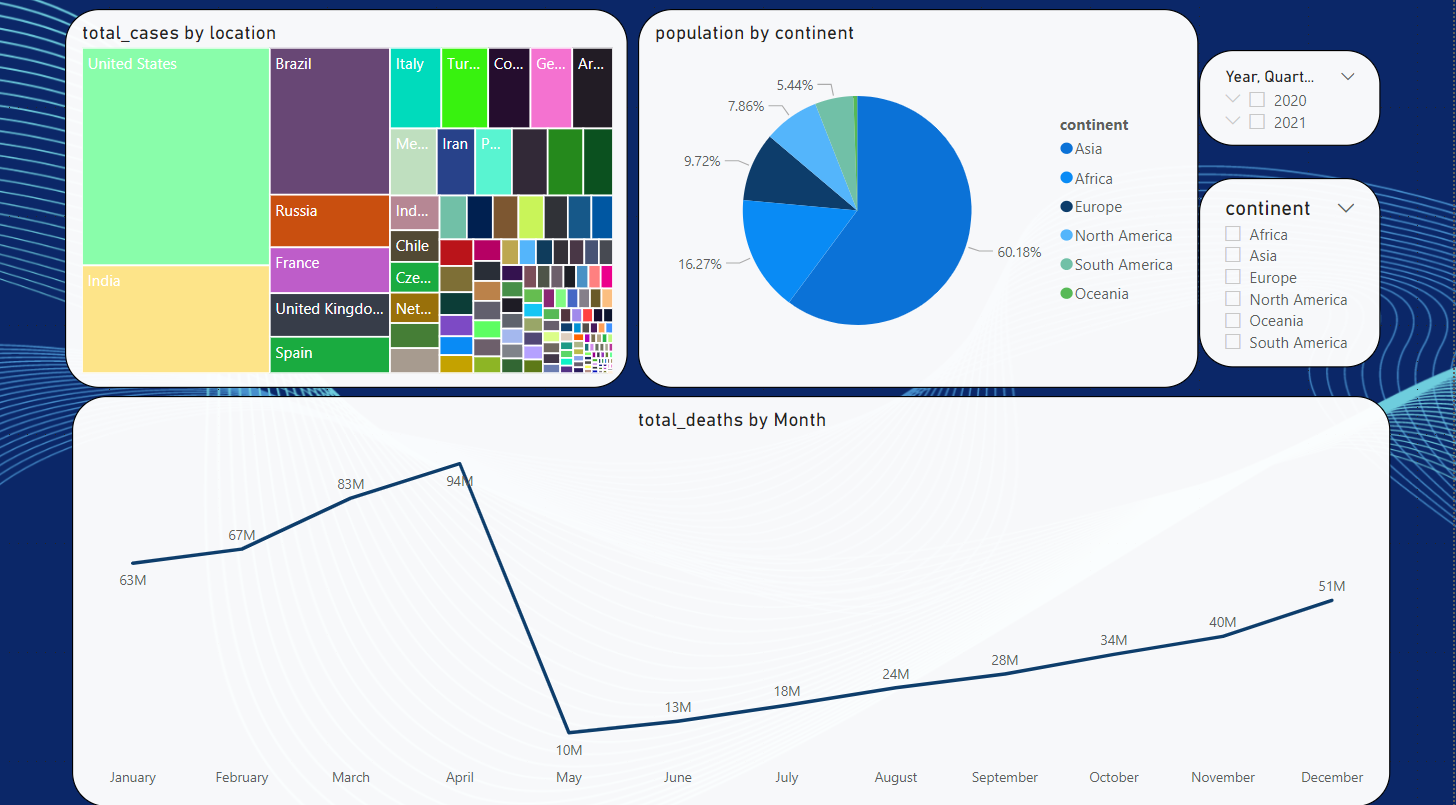 total_cases by location
United States
India
Brazil
Russia
France
United Kingdo...
Spain
Italy
Tur...
Co...
Ge...
Ar...
Me...
Iran
P...
Ind...
Chile
Cze...
Net...
population by continent
5.44%
7.86%
9.72%
16.27%
60.18%
continent
Asia
Africa
Europe
North America
South America
Oceania
Year, Quart...
2020
2021
continent
Africa
Asia
Europe
North America
Oceania
South America
total_deaths by Month
63M
67M
83M
94M
10M
13M
18M
24M
28M
34M
40M
51M
January
February
March
April
May
June
July
August
September
October
November
December